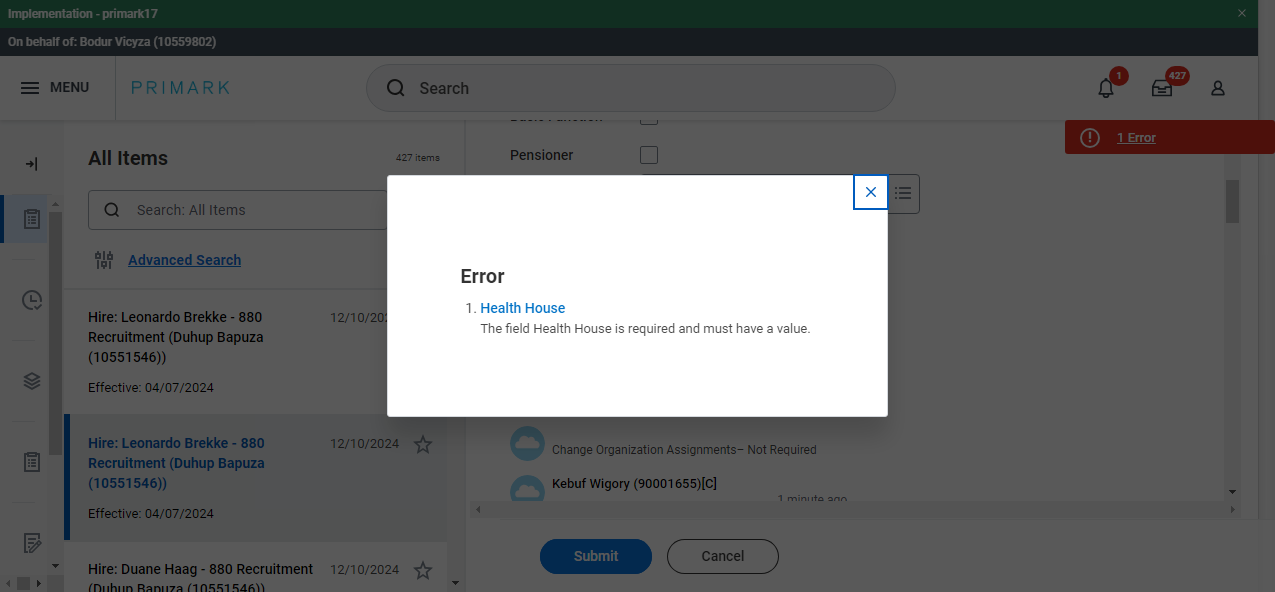 Implementation - primark17
On behalf of: Bodur Vicyza (10559802)
MENU
PRIMARK
Search
1
427
1 Error
All Items
427 items
Search: All Items
Advanced Search
Hire: Leonardo Brekke - 880
Recruitment (Duhup Bapuza
(10551546))
12/10/202
Effective: 04/07/2024
Hire: Leonardo Brekke - 880
Recruitment (Duhup Bapuza
(10551546))
12/10/2024
Effective: 04/07/2024
Hire: Duane Haag - 880 Recruitment
(Duhup Bapuza (10551546))
12/10/2024
Basic Function
Pensioner
Error
1. Health House
The field Health House is required and must have a value.
Change Organization Assignments– Not Required
Kebuf Wigory (90001655)[C]
1 minute ago
Submit
Cancel